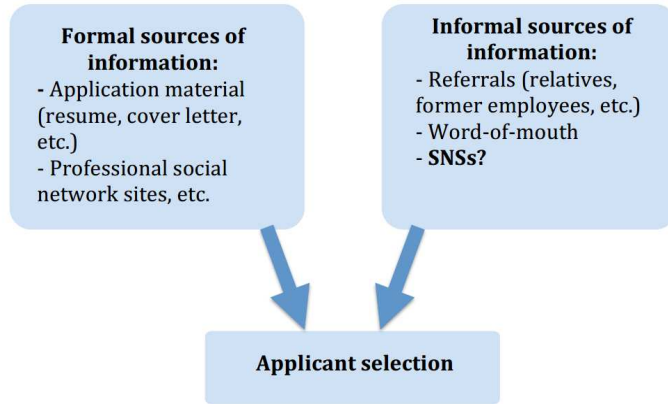 Formal sources of
information:
- Application material
(resume, cover letter,
etc.)
- Professional social
network sites, etc.
Informal sources of
information:
- Referrals (relatives,
former employees, etc.)
- Word-of-mouth
- SNSs?
Applicant selection